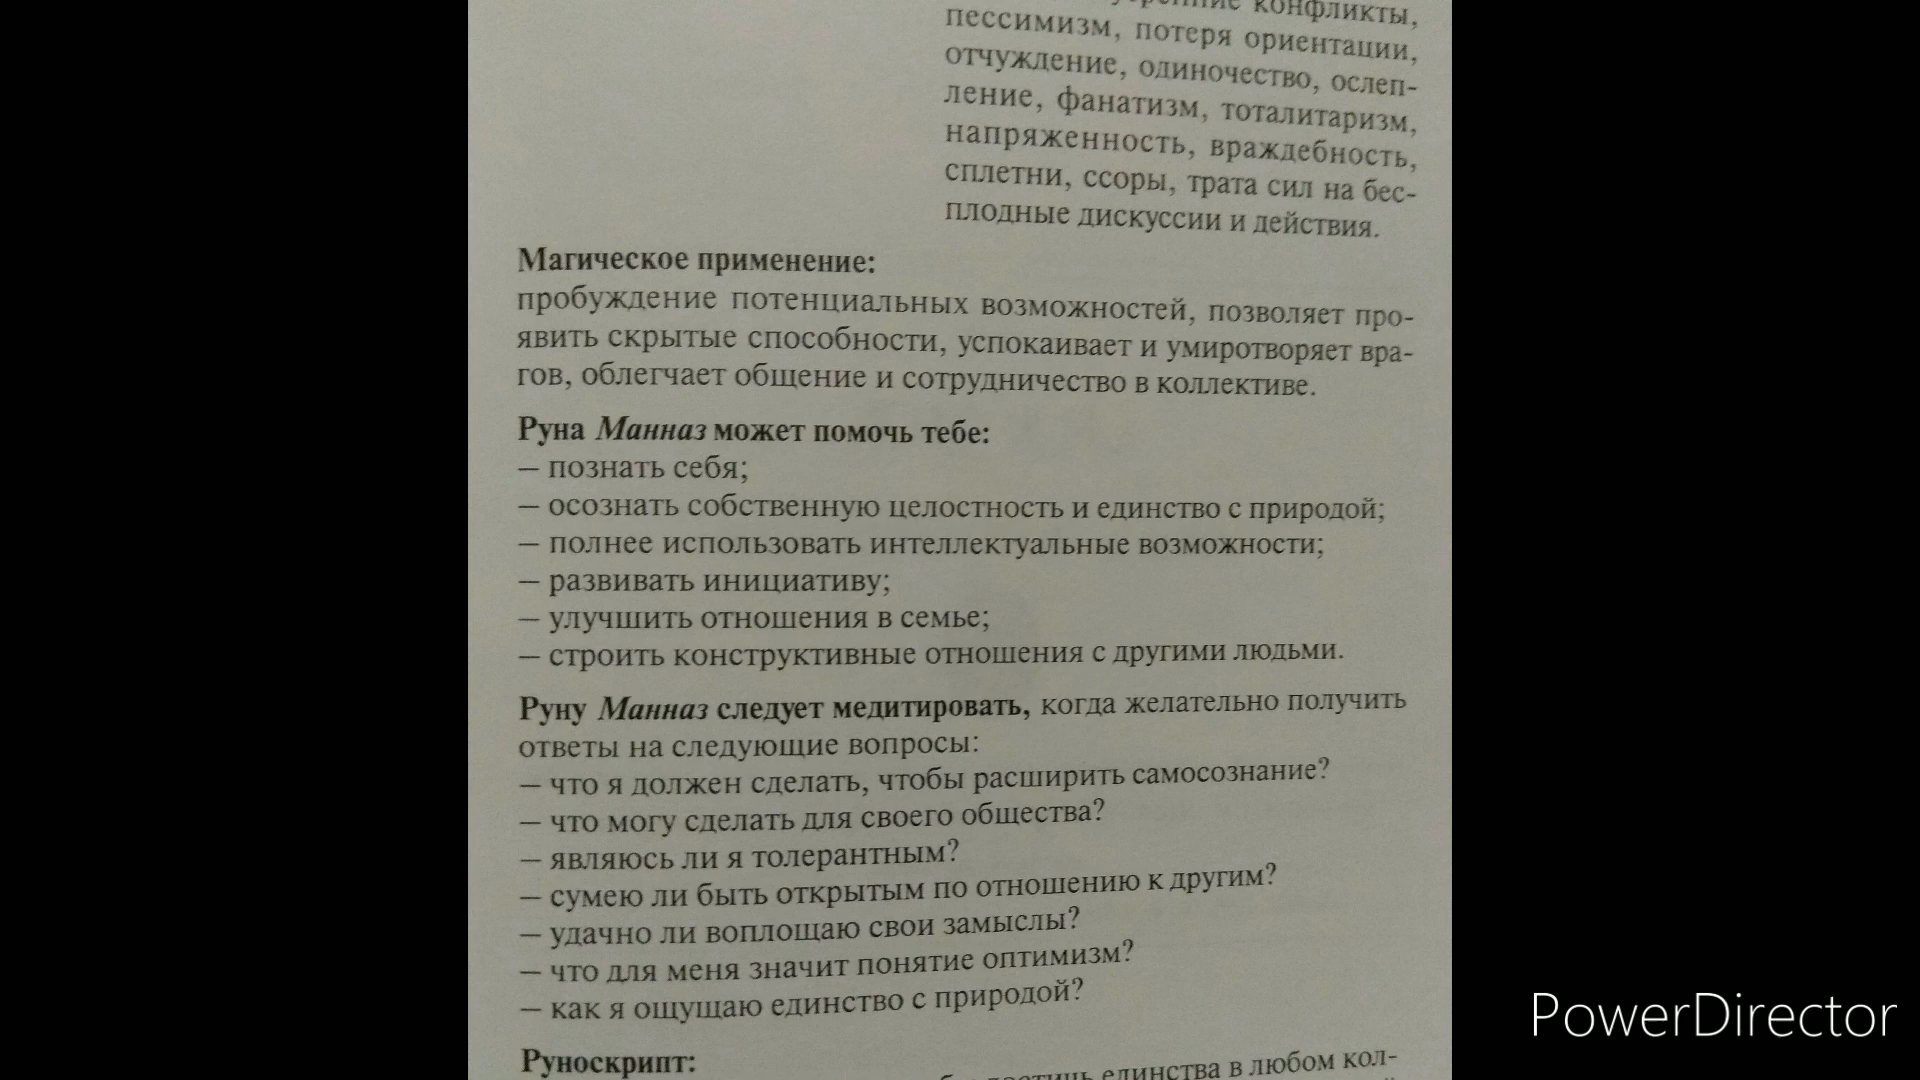 конфликты,
пессимизм, потеря ориентации,
отчуждение, одиночество, ослеп-
ление, фанатизм, тоталитаризм,
напряженность, враждебность,
сплетни, ссоры, трата сил на бес-
плодные дискуссии и действия.
Магическое применение:
пробуждение потенциальных возможностей, позволяет про-
явить скрытые способности, успокаивает и умиротворяет вра-
гов, облегчает общение и сотрудничество в коллективе.
Руна Манназ может помочь тебе:
– познать себя;
– осознать собственную целостность и единство с природой;
– полнее использовать интеллектуальные возможности;
– развивать инициативу;
– улучшить отношения в семье;
– строить конструктивные отношения с другими людьми.
Руну Манназ следует медитировать, когда желательно получить
ответы на следующие вопросы:
– что я должен сделать, чтобы расширить самосознание?
– что могу сделать для своего общества?
– являюсь ли я толерантным?
– сумею ли быть открытым по отношению к другим?
– удачно ли воплощаю свои замыслы?
– что для меня значит понятие оптимизм?
– как я ощущаю единство с природой?
Руноскрипт:
единства в любом кол-
PowerDirector